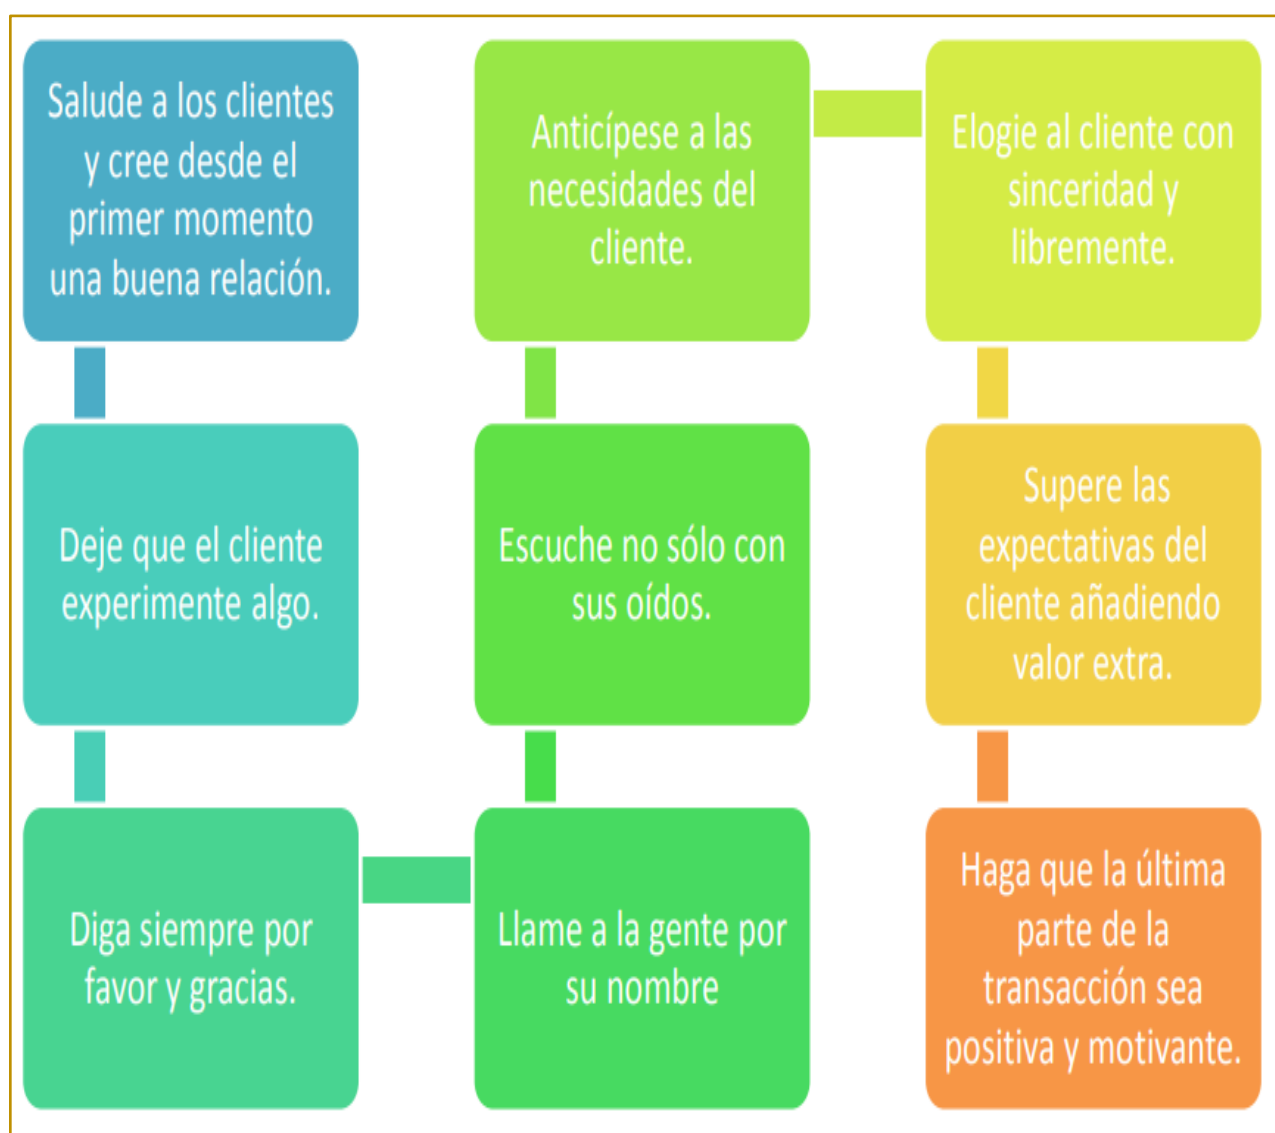 Salude a los clientes
y cree desde el
primer momento
una buena relación.
Deje que el cliente
experimente algo.
Diga siempre por
favor y gracias.
Llame a la gente por
su nombre
Escuche no sólo con
sus oídos.
Anticípese a las
necesidades del
cliente.
Elogie al cliente con
sinceridad y
libremente.
Supere las
expectativas del
cliente añadiendo
valor extra.
Haga que la última
parte de la
transacción sea
positiva y motivante.